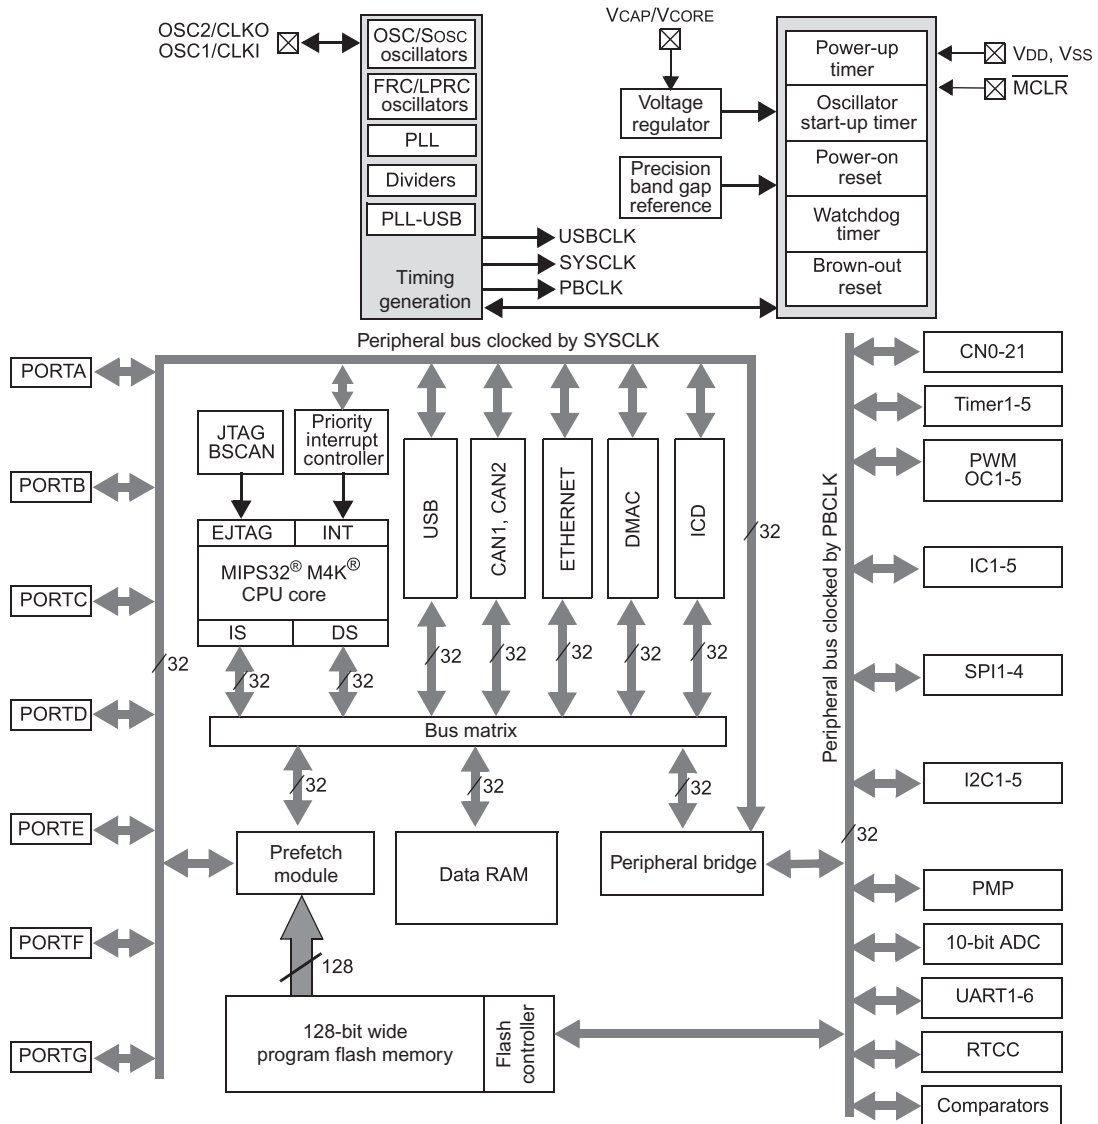 OSC2/CLKO
OSC1/CLKI
OSC/SOSC
oscillators
FRC/LPRC
oscillators
PLL
Dividers
PLL-USB
Timing
generation
USBCLK
SYSCLK
PBCLK
VCAP/VCORE
Voltage
regulator
Precision
band gap
reference
Power-up
timer
Oscillator
start-up timer
Power-on
reset
Watchdog
timer
Brown-out
reset
VDD, VSS
MCLR
Peripheral bus clocked by SYSCLK
PORTA
PORTB
PORTC
PORTD
PORTE
PORTF
PORTG
32
JTAG
BSCAN
Priority
interrupt
controller
EJTAG
INT
MIPS32® M4K®
CPU core
IS
DS
USB
CAN1, CAN2
ETHERNET
DMAC
ICD
32
32
32
32
32
32
32
32
32
Bus matrix
32
32
32
Prefetch
module
Data RAM
Peripheral bridge
128
128-bit wide
program flash memory
Flash
controller
Peripheral bus clocked by PBCLK
CN0-21
Timer1-5
PWM
OC1-5
IC1-5
SPI1-4
I2C1-5
PMP
10-bit ADC
UART1-6
RTCC
Comparators